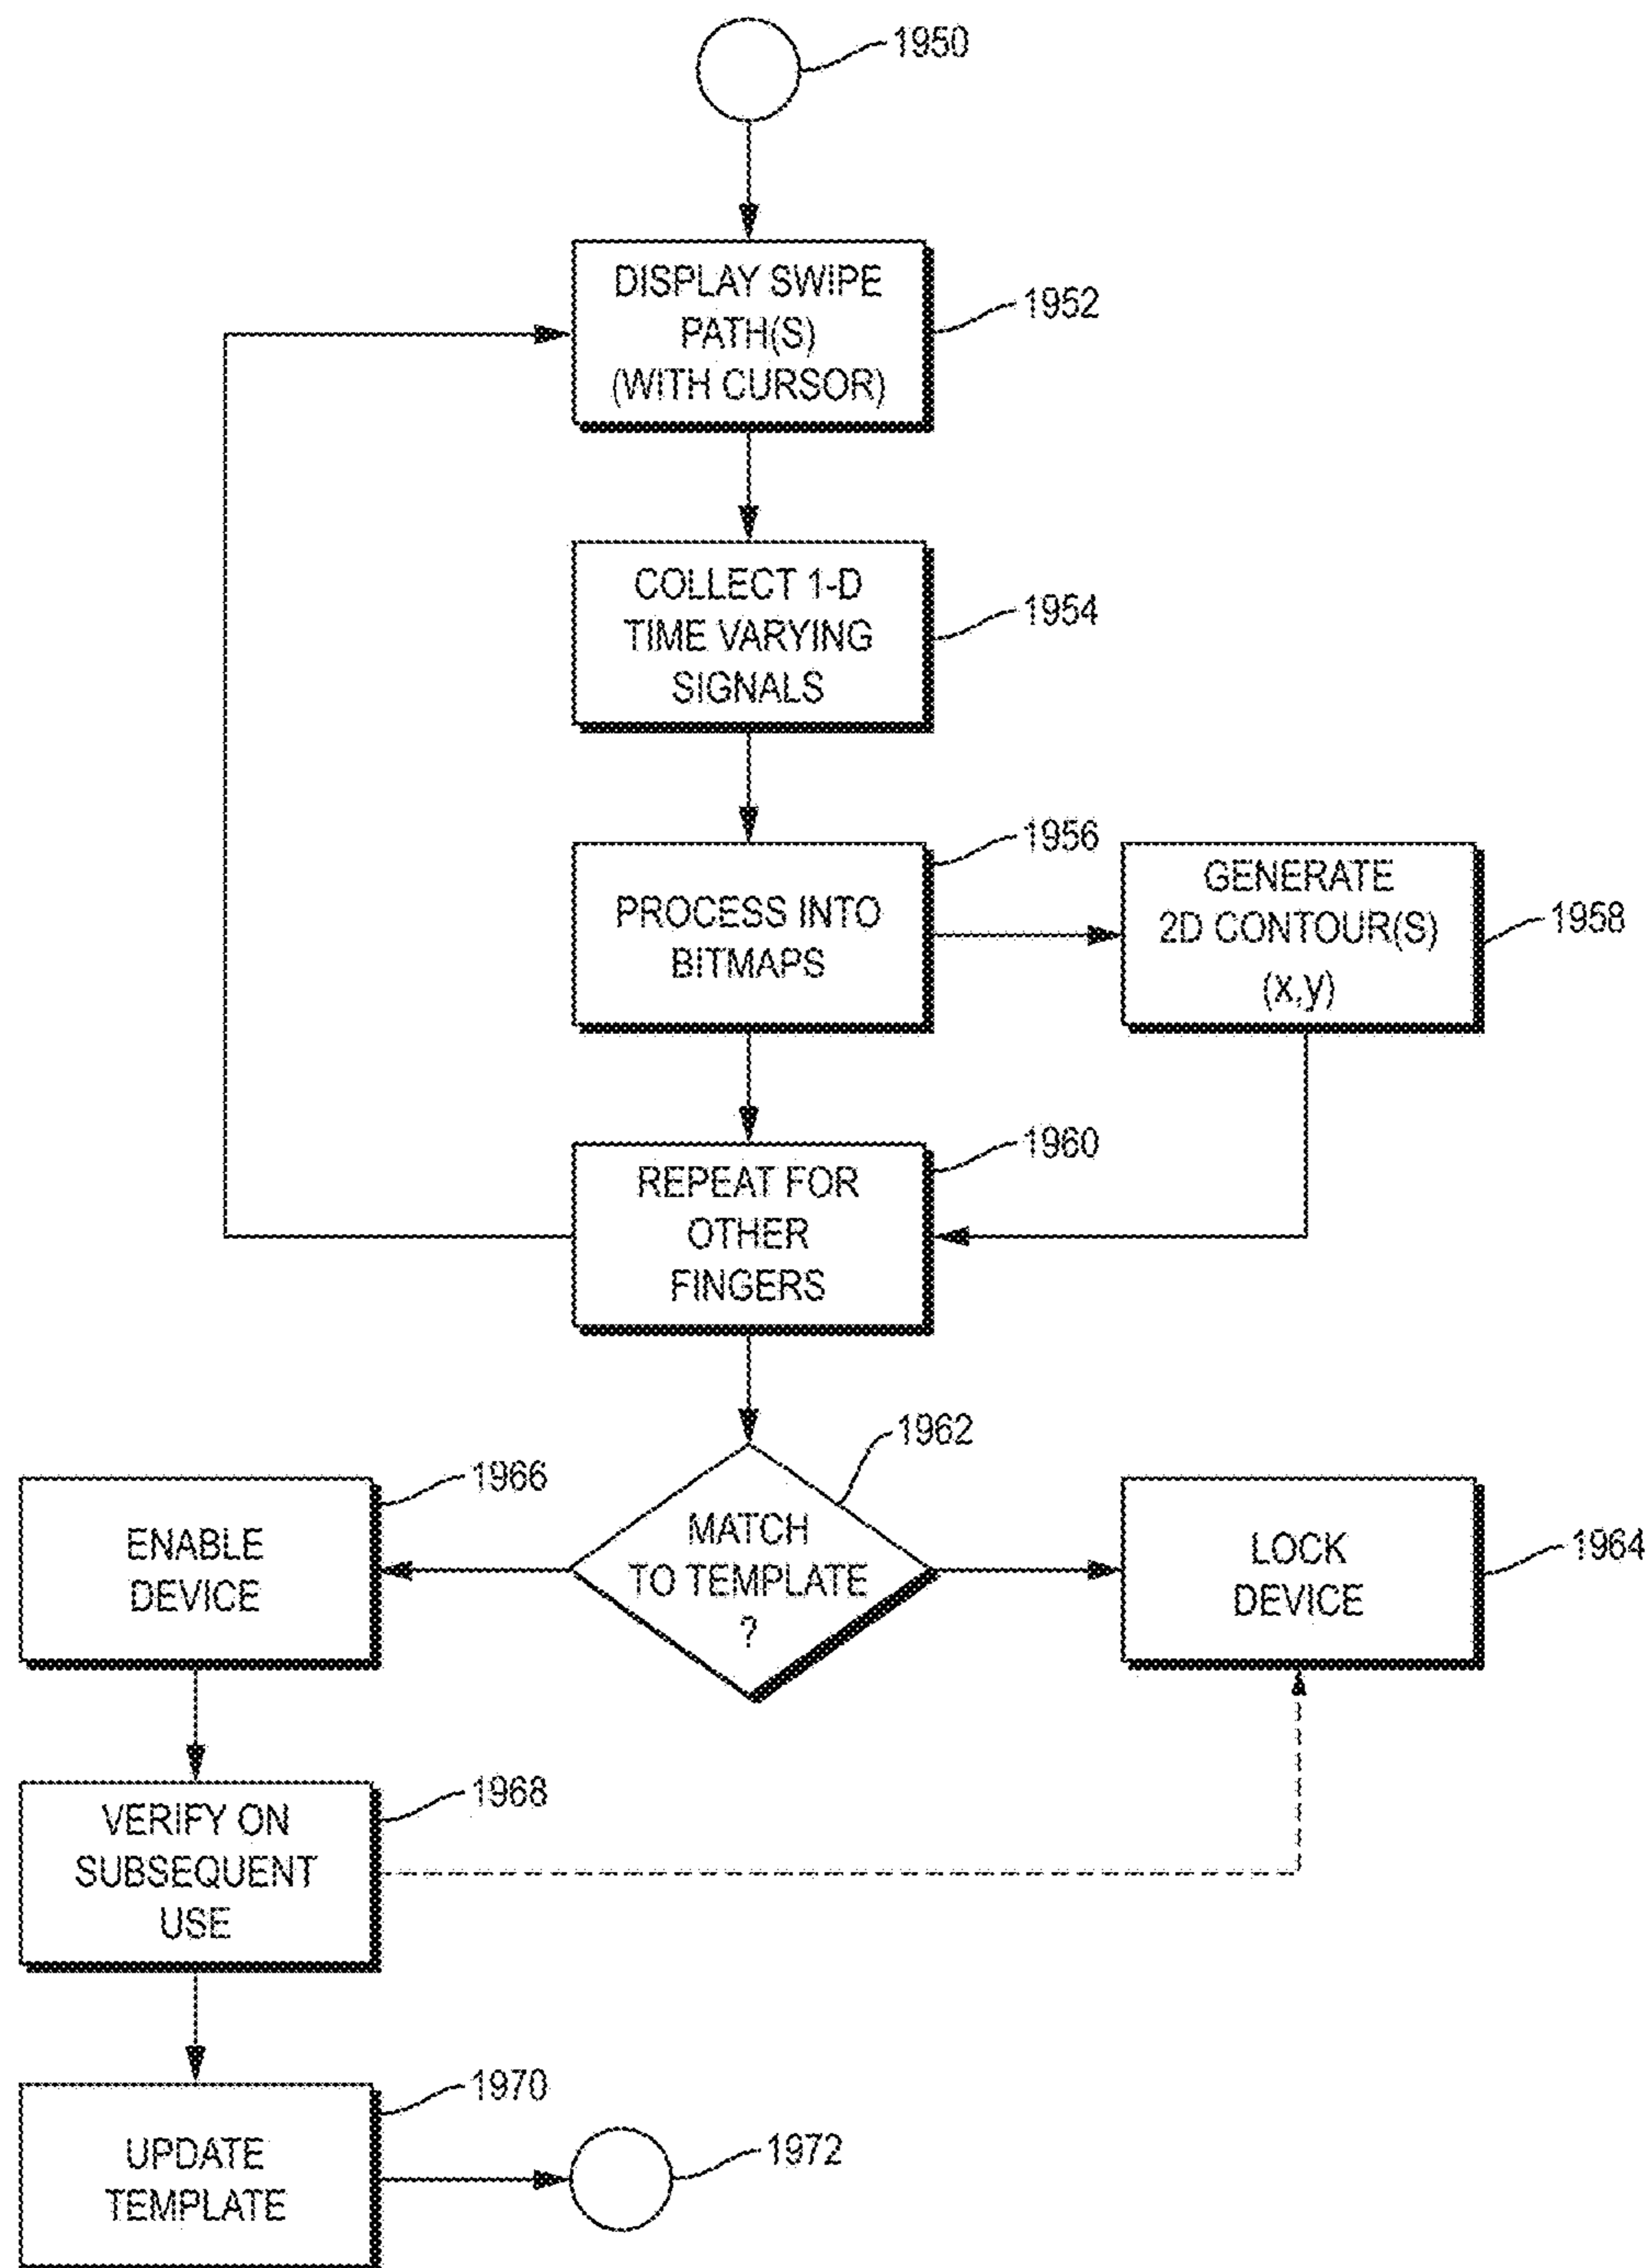 1950
DISPLAY SWIPE
PATH(S)
(WITH CURSOR)
1952
COLLECT 1-D
TIME VARYING
SIGNALS
1954
PROCESS INTO
BITMAPS
1956
GENERATE
2D CONTOUR(S)
(x,y)
1958
REPEAT FOR
OTHER
FINGERS
1960
MATCH
TO TEMPLATE
?
1962
ENABLE
DEVICE
1966
LOCK
DEVICE
1964
VERIFY ON
SUBSEQUENT
USE
1968
UPDATE
TEMPLATE
1970
1972